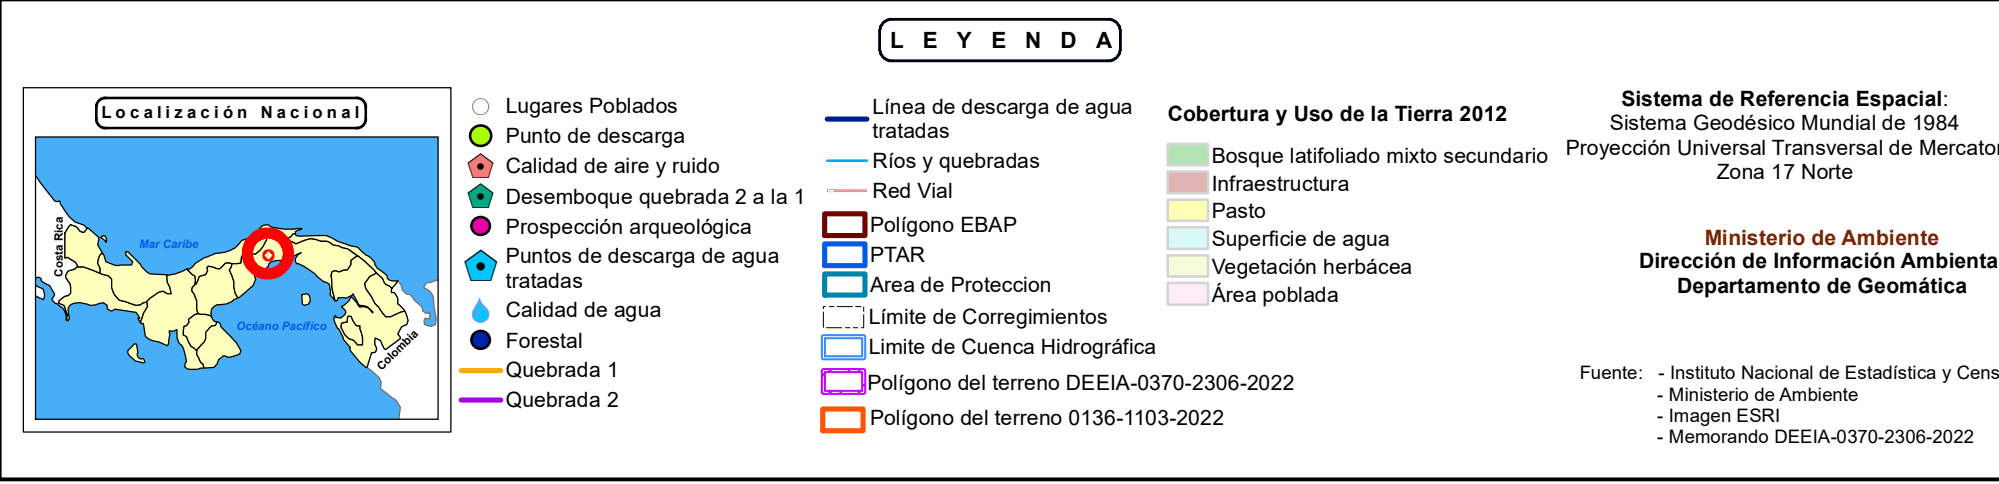 L E Y E N D A
Localización Nacional
Costa Rica
Mar Caribe
Océano Pacífico
Colombia
Lugares Poblados
Punto de descarga
Calidad de aire y ruido
Desemboque quebrada 2 a la 1
Prospección arqueológica
Puntos de descarga de agua
tratadas
Calidad de agua
Forestal
Quebrada 1
Quebrada 2
Línea de descarga de agua
tratadas
Ríos y quebradas
Red Vial
Polígono EBAP
PTAR
Area de Proteccion
Límite de Corregimientos
Limite de Cuenca Hidrográfica
Polígono del terreno DEEIA-0370-2306-2022
Polígono del terreno 0136-1103-2022
Cobertura y Uso de la Tierra 2012
Bosque latifoliado mixto secundario
Infraestructura
Pasto
Superficie de agua
Vegetación herbácea
Área poblada
Sistema de Referencia Espacial:
Sistema Geodésico Mundial de 1984
Proyección Universal Transversal de Mercato
Zona 17 Norte
Ministerio de Ambiente
Dirección de Información Ambienta
Departamento de Geomática
Fuente: - Instituto Nacional de Estadística y Cens
- Ministerio de Ambiente
- Imagen ESRI
- Memorando DEEIA-0370-2306-2022